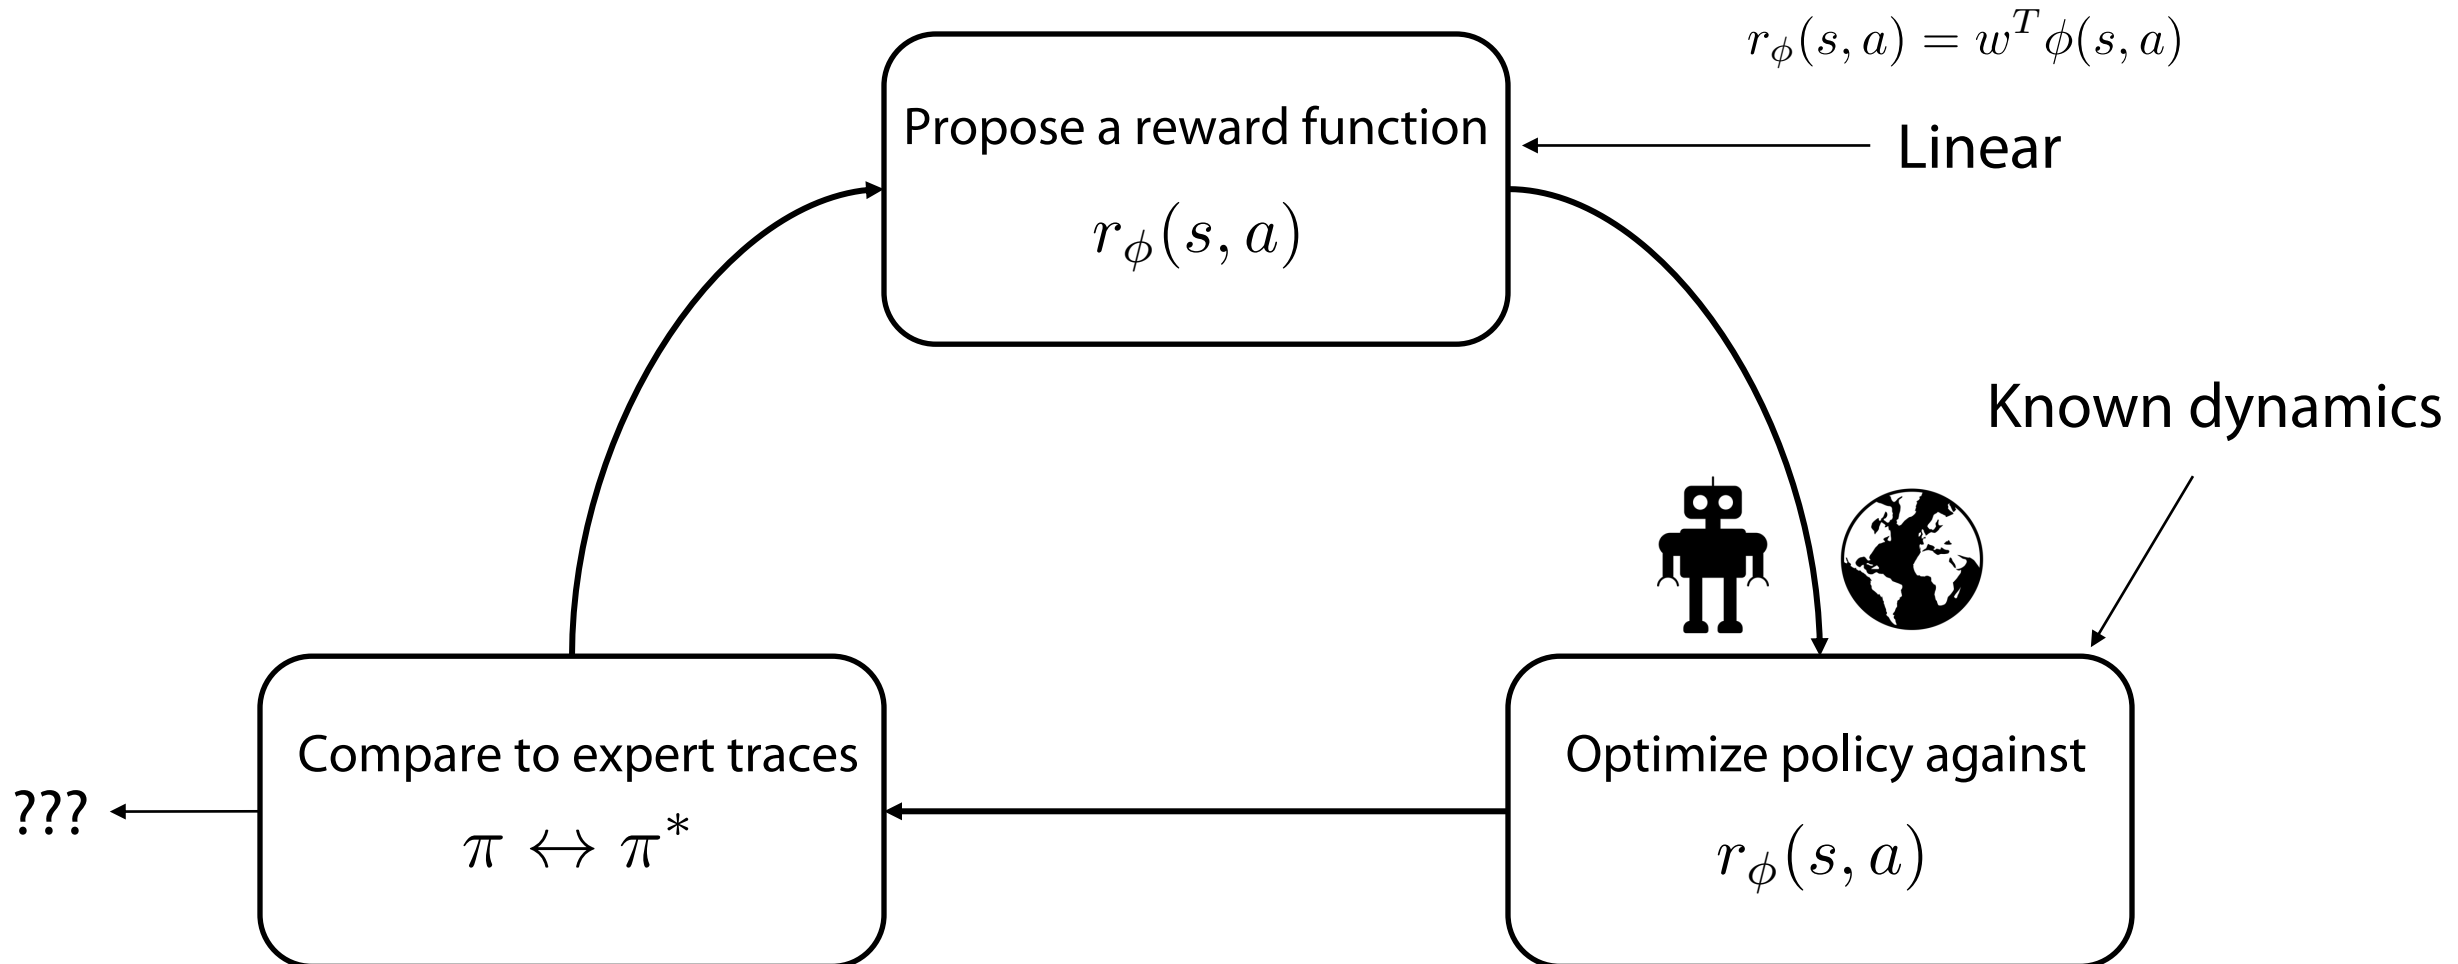 r_φ(s, a) = w^T φ(s, a)
Propose a reward function
r_φ(s, a)
Linear
Known dynamics
Compare to expert traces
π ↔ π*
???
Optimize policy against
r_φ(s, a)